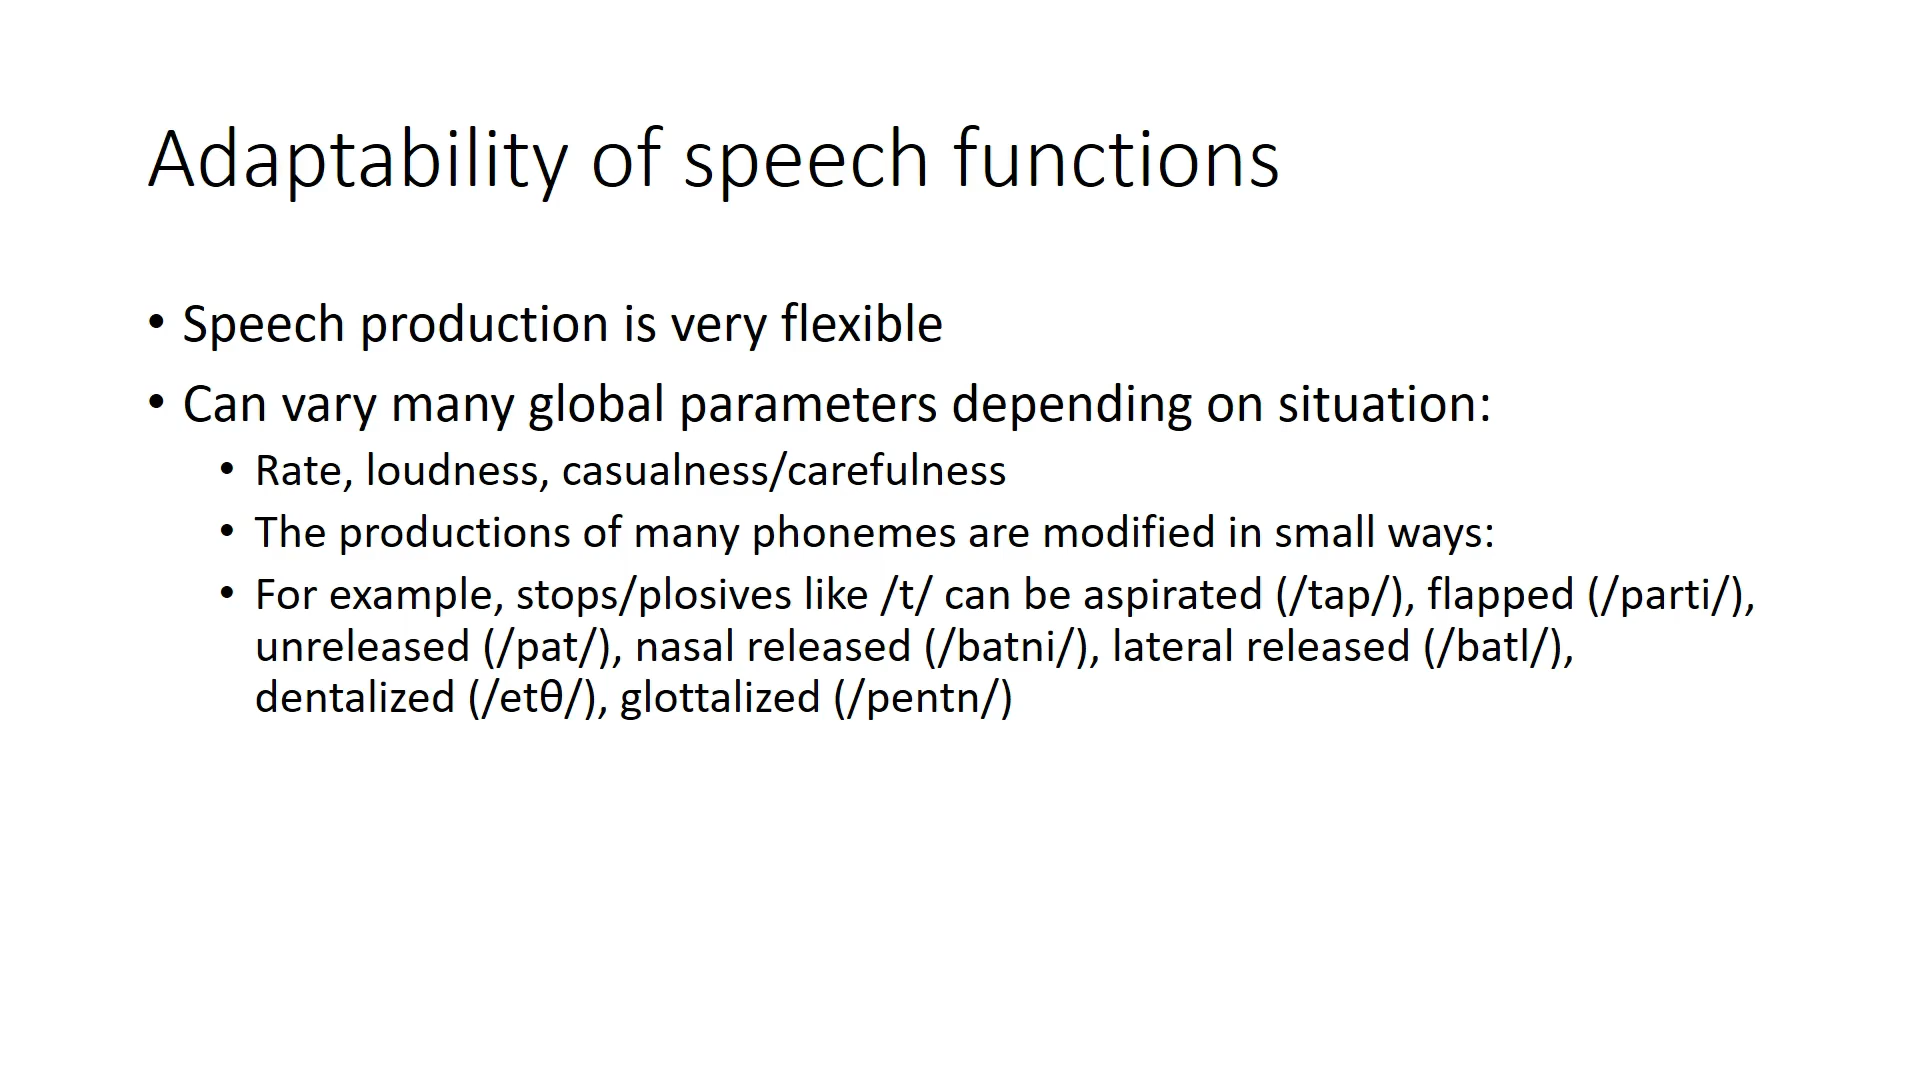 Adaptability of speech functions
• Speech production is very flexible
• Can vary many global parameters depending on situation:
• Rate, loudness, casualness/carefulness
• The productions of many phonemes are modified in small ways:
• For example, stops/plosives like /t/ can be aspirated (/tap/), flapped (/parti/),
unreleased (/pat/), nasal released (/batni/), lateral released (/batl/),
dentalized (/etθ/), glottalized (/pentn/)